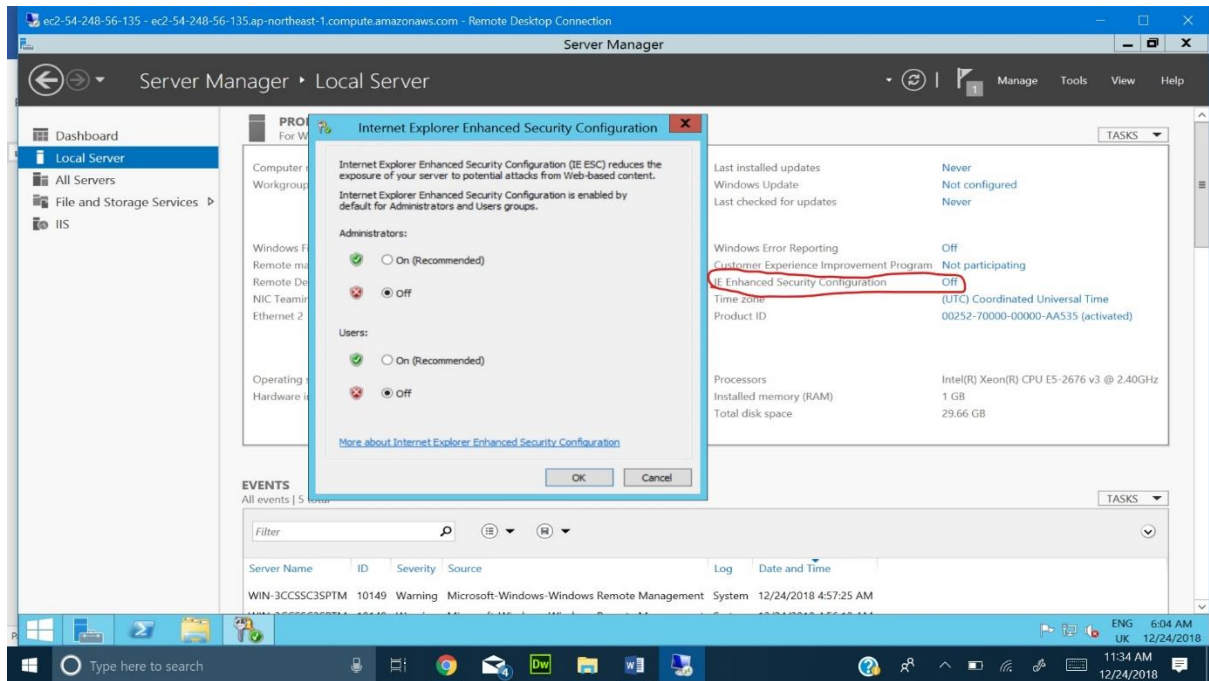 ec2-54-248-56-135 - ec2-54-248-56-135.ap-northeast-1.compute.amazonaws.com - Remote Desktop Connection
Server Manager
Server Manager • Local Server
1
Manage Tools View Help
Dashboard
Local Server
All Servers
File and Storage Services
IIS
PROP
For W
TASKS
Internet Explorer Enhanced Security Configuration
Internet Explorer Enhanced Security Configuration (IE ESC) reduces the
exposure of your server to potential attacks from Web-based content.
Internet Explorer Enhanced Security Configuration is enabled by
default for Administrators and Users groups.
Administrators:
On (Recommended)
Off
Users:
On (Recommended)
Off
More about Internet Explorer Enhanced Security Configuration
OK Cancel
Computer
Workgroup
Windows Fi
Remote ma
Remote De
NIC Teamin
Ethernet 2
Operating
Hardware i
Last installed updates Never
Windows Update Not configured
Last checked for updates Never
Windows Error Reporting Off
Customer Experience Improvement Program Not participating
IE Enhanced Security Configuration Off
Time zone (UTC) Coordinated Universal Time
Product ID 00252-70000-00000-AA535 (activated)
Processors Intel(R) Xeon(R) CPU E5-2676 v3 @ 2.40GHz
Installed memory (RAM) 1 GB
Total disk space 29.66 GB
EVENTS
All events | 5 total
TASKS
Filter
Server Name ID Severity Source Log Date and Time
WIN-3CCSSC3SPTM 10149 Warning Microsoft-Windows-Windows Remote Management System 12/24/2018 4:57:25 AM
ENG 6:04 AM
UK 12/24/2018
Type here to search
4
Dw
11:34 AM
12/24/2018